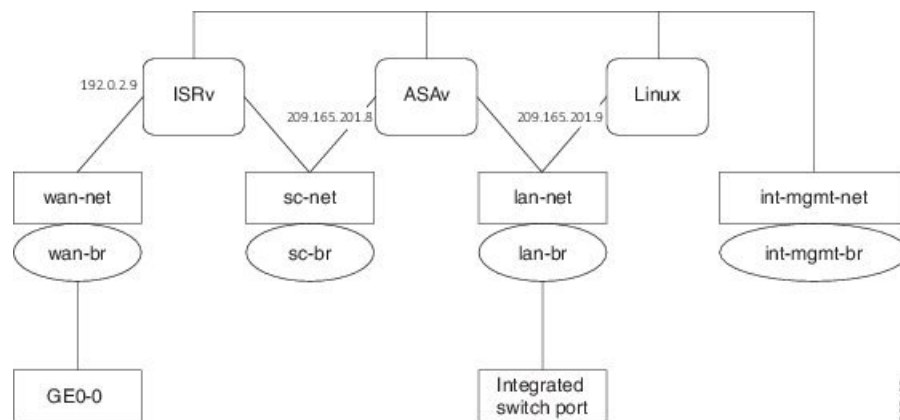 192.0.2.9
ISRv
209.165.201.8
ASAv
209.165.201.9
Linux
wan-net
sc-net
lan-net
int-mgmt-net
wan-br
sc-br
lan-br
int-mgmt-br
GE0-0
Integrated
switch port